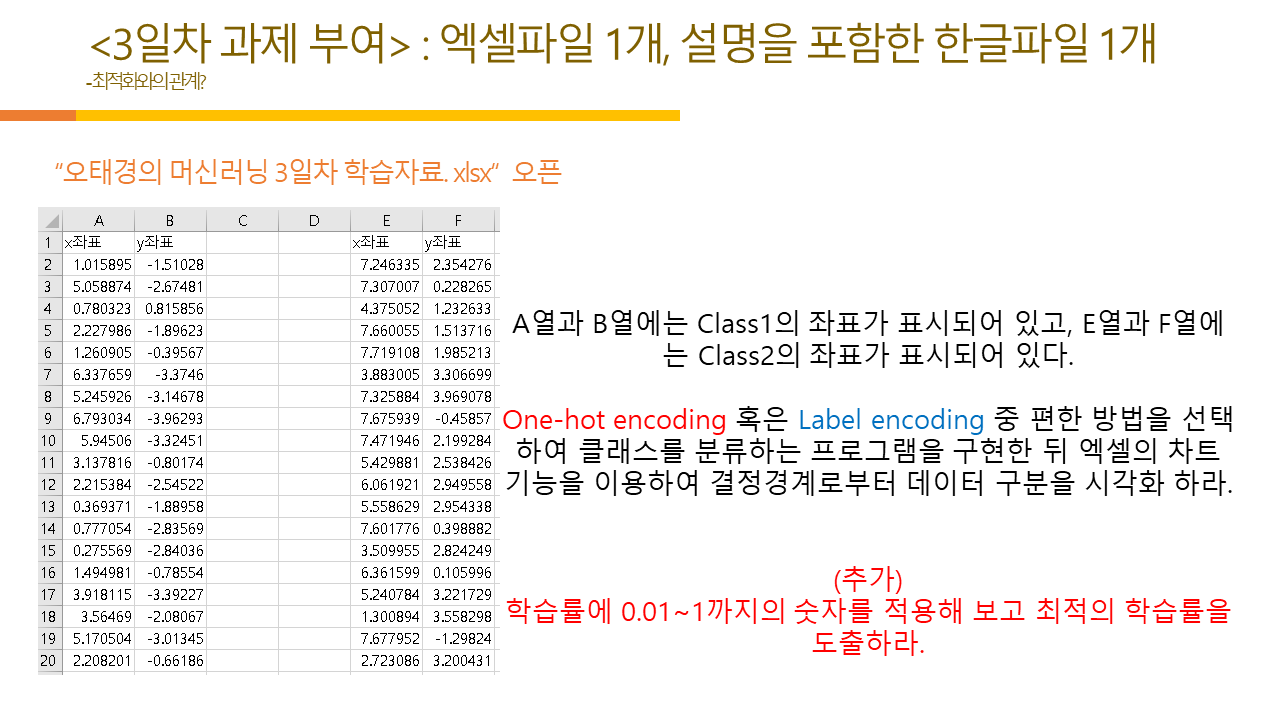 <3일차 과제 부여> : 엑셀파일 1개, 설명을 포함한 한글파일 1개
-최적화와의 관계?
“오태경의 머신러닝 3일차 학습자료. xlsx“ 오픈
A B C D E F
1 x좌표 y좌표 x좌표 y좌표
2 1.015895 -1.51028 7.246335 2.354276
3 5.058874 -2.67481 7.307007 0.228265
4 0.780323 0.815856 4.375052 1.232633
5 2.227986 -1.89623 7.660055 1.513716
6 1.260905 -0.39567 7.719108 1.985213
7 6.337659 -3.3746 3.883005 3.306699
8 5.245926 -3.14678 7.325884 3.969078
9 6.793034 -3.96293 7.675939 -0.45857
10 5.94506 -3.32451 7.471946 2.199284
11 3.137816 -0.80174 5.429881 2.538426
12 2.215384 -2.54522 6.061921 2.949558
13 0.369371 -1.88958 5.558629 2.954338
14 0.777054 -2.83569 7.601776 0.398882
15 0.275569 -2.84036 3.509955 2.824249
16 1.494981 -0.78554 6.361599 0.105996
17 3.918115 -3.39227 5.240784 3.221729
18 3.56469 -2.08067 1.300894 3.558298
19 5.170504 -3.01345 7.677952 -1.29824
20 2.208201 -0.66186 2.723086 3.200431
A열과 B열에는 Class1의 좌표가 표시되어 있고, E열과 F열에
는 Class2의 좌표가 표시되어 있다.
One-hot encoding 혹은 Label encoding 중 편한 방법을 선택
하여 클래스를 분류하는 프로그램을 구현한 뒤 엑셀의 차트
기능을 이용하여 결정경계로부터 데이터 구분을 시각화 하라.
(추가)
학습률에 0.01~1까지의 숫자를 적용해 보고 최적의 학습률을
도출하라.